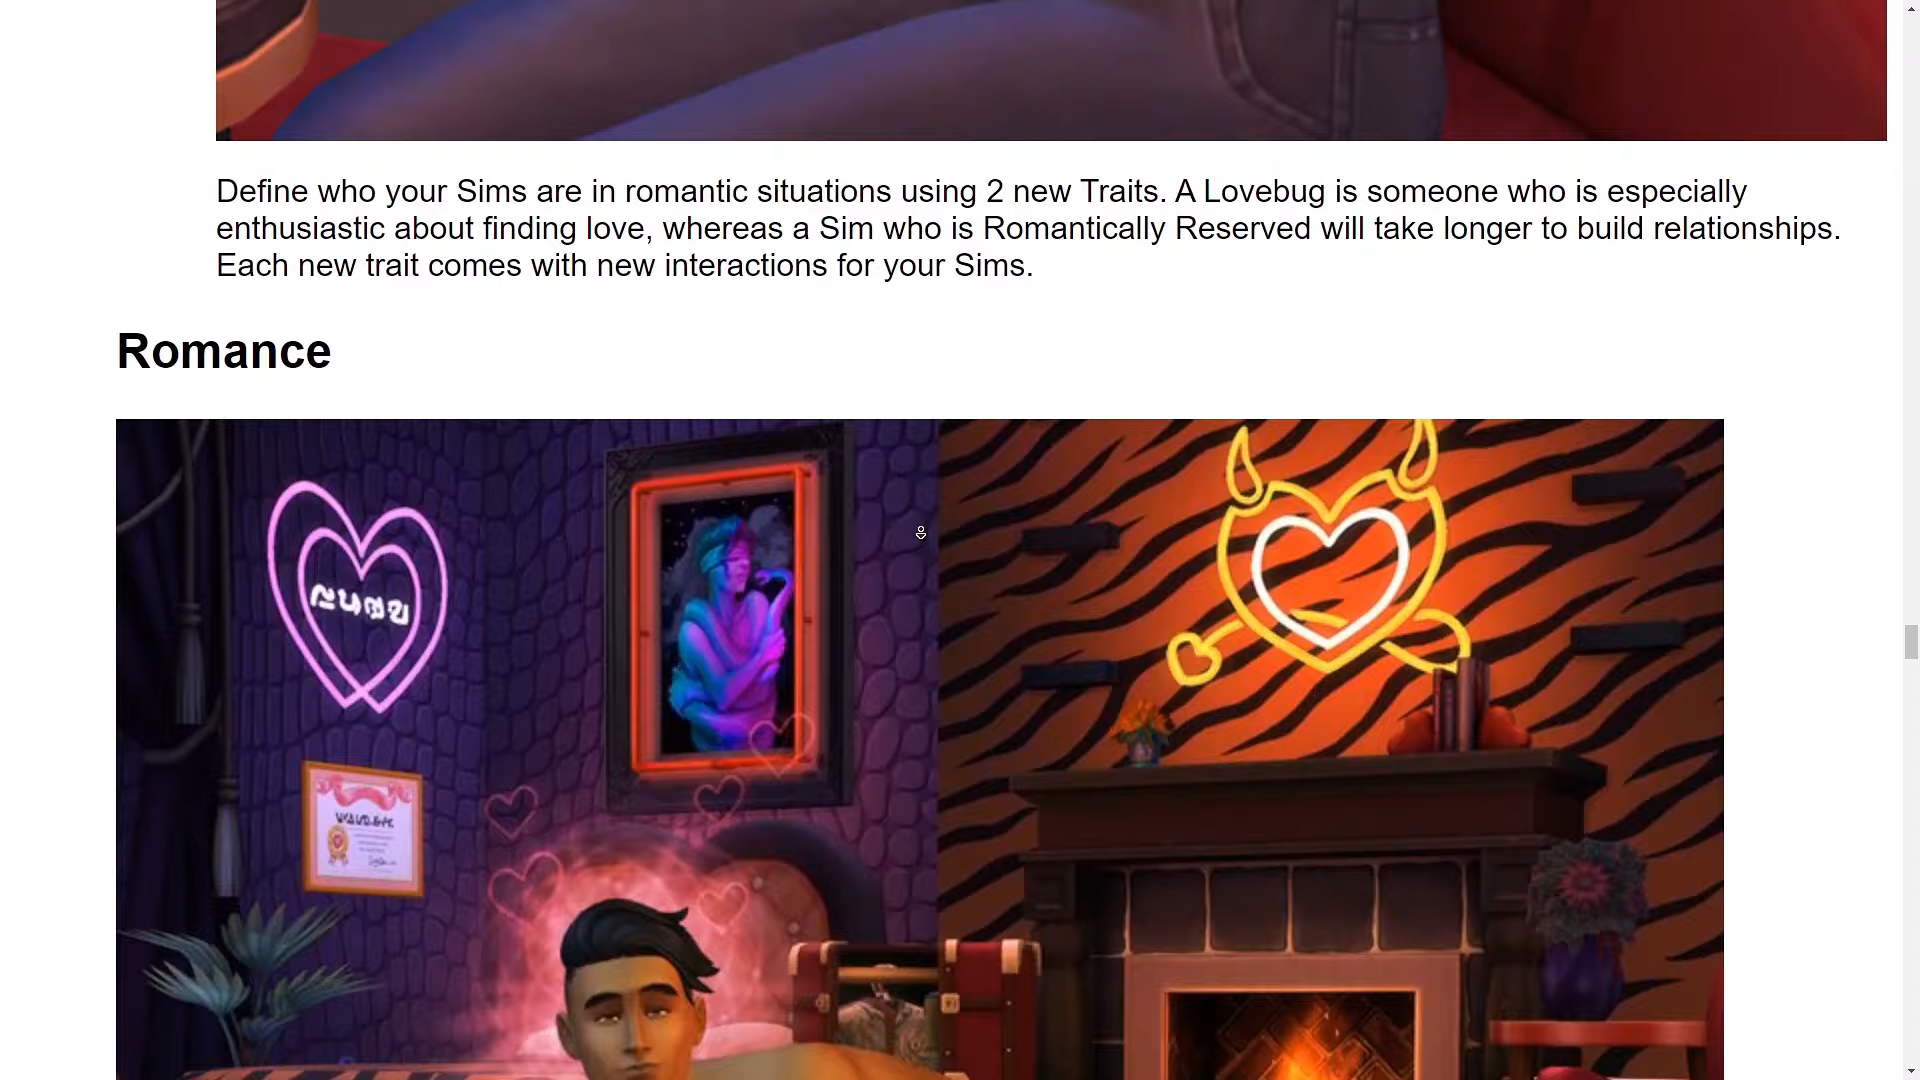 Define who your Sims are in romantic situations using 2 new Traits. A Lovebug is someone who is especially
enthusiastic about finding love, whereas a Sim who is Romantically Reserved will take longer to build relationships.
Each new trait comes with new interactions for your Sims.
Romance